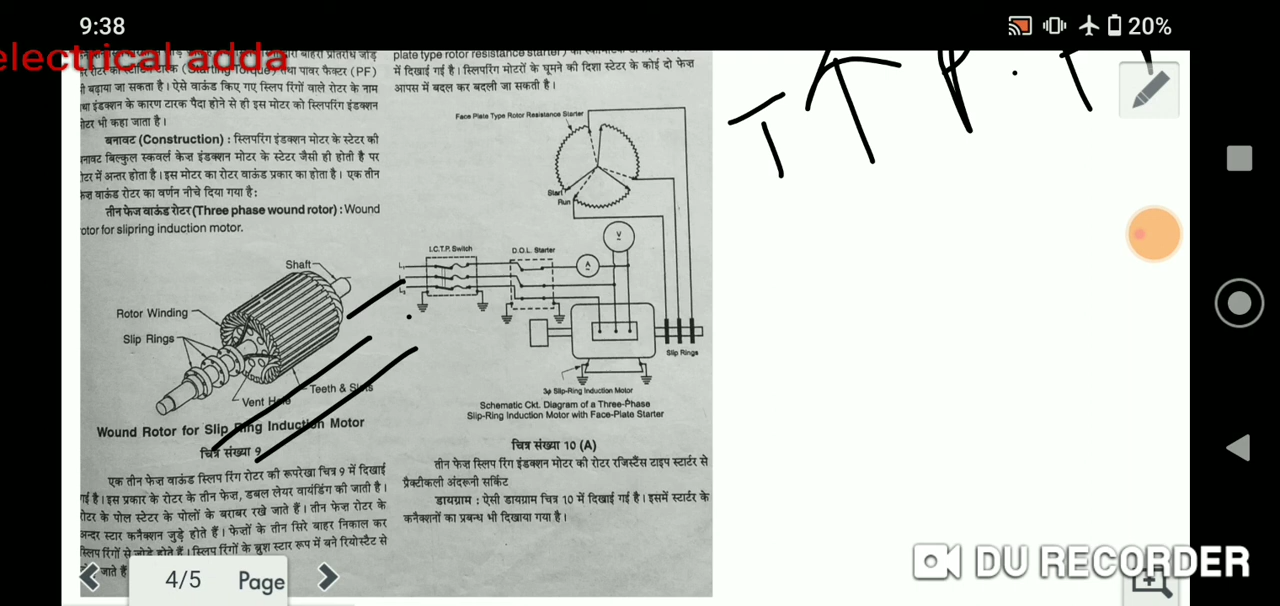 9:38
20%
electrical adda
र रोटर का स्टार्टिंग टार्क (Starting Torque) तथा पावर फैक्टर (PF)
ी बढ़ाया जा सकता है। ऐसे वाऊंड किए गए स्लिप रिंगों वाले रोटर के नाम
था इंडक्शन के कारण टारक पैदा होने से ही इस मोटर को स्लिपरिंग इंडक्शन
ोटर भी कहा जाता है।
बनावट (Construction) : स्लिपरिंग इंडक्शन मोटर के स्टेटर की
नावट बिल्कुल स्कवर्ल केज इंडक्शन मोटर के स्टेटर जैसी ही होती है पर
ोटर में अन्तर होता है। इस मोटर का रोटर वाऊंड प्रकार का होता है। एक तीन
फेज़ वाऊंड रोटर का वर्णन नीचे दिया गया है:
तीन फेज वाऊंड रोटर (Three phase wound rotor) : Wound
rotor for slipring induction motor.
Shaft
Rotor Winding
Slip Rings
Teeth & Slots
Vent Hole
Wound Rotor for Slip Ring Induction Motor
चित्र संख्या 9
एक तीन फेज़ वाऊंड स्लिप रिंग रोटर की रूपरेखा चित्र 9 में दिखाई
गई है। इस प्रकार के रोटर के तीन फेज़, डबल लेयर वायंडिंग की जाती है।
रोटर के पोल स्टेटर के पोलों के बराबर रखे जाते हैं। तीन फेज़ रोटर के
अन्दर स्टार कनैक्शन जुड़े होते हैं। फेज़ों के तीन सिरे बाहर निकाल कर
स्लिप रिंगों से जोड़े होते हैं। स्लिप रिंगों के ब्रुश स्टार रूप में बने रियोस्टैट से
जाते हैं
plate type rotor resistance starter)
में दिखाई गई है। स्लिपरिंग मोटरों के घूमने की दिशा स्टेटर के कोई दो फेज़
आपस में बदल कर बदली जा सकती है।
Face Plate Type Rotor Resistance Starter
Start
Run
V
I.C.T.P. Switch
D.O.L. Starter
A
L₁
Slip Rings
3φ Slip-Ring Induction Motor
Schematic Ckt. Diagram of a Three-Phase
Slip-Ring Induction Motor with Face-Plate Starter
चित्र संख्या 10 (A)
तीन फेज़ स्लिप रिंग इंडक्शन मोटर की रोटर रजिस्टैंस टाइप स्टार्टर से
प्रैक्टीकली अंदरूनी सर्किट
डायग्राम : ऐसी डायग्राम चित्र 10 में दिखाई गई है। इसमें स्टार्टर के
कनैक्शनों का प्रबन्ध भी दिखाया गया है।
4/5 Page
DU RECORDER